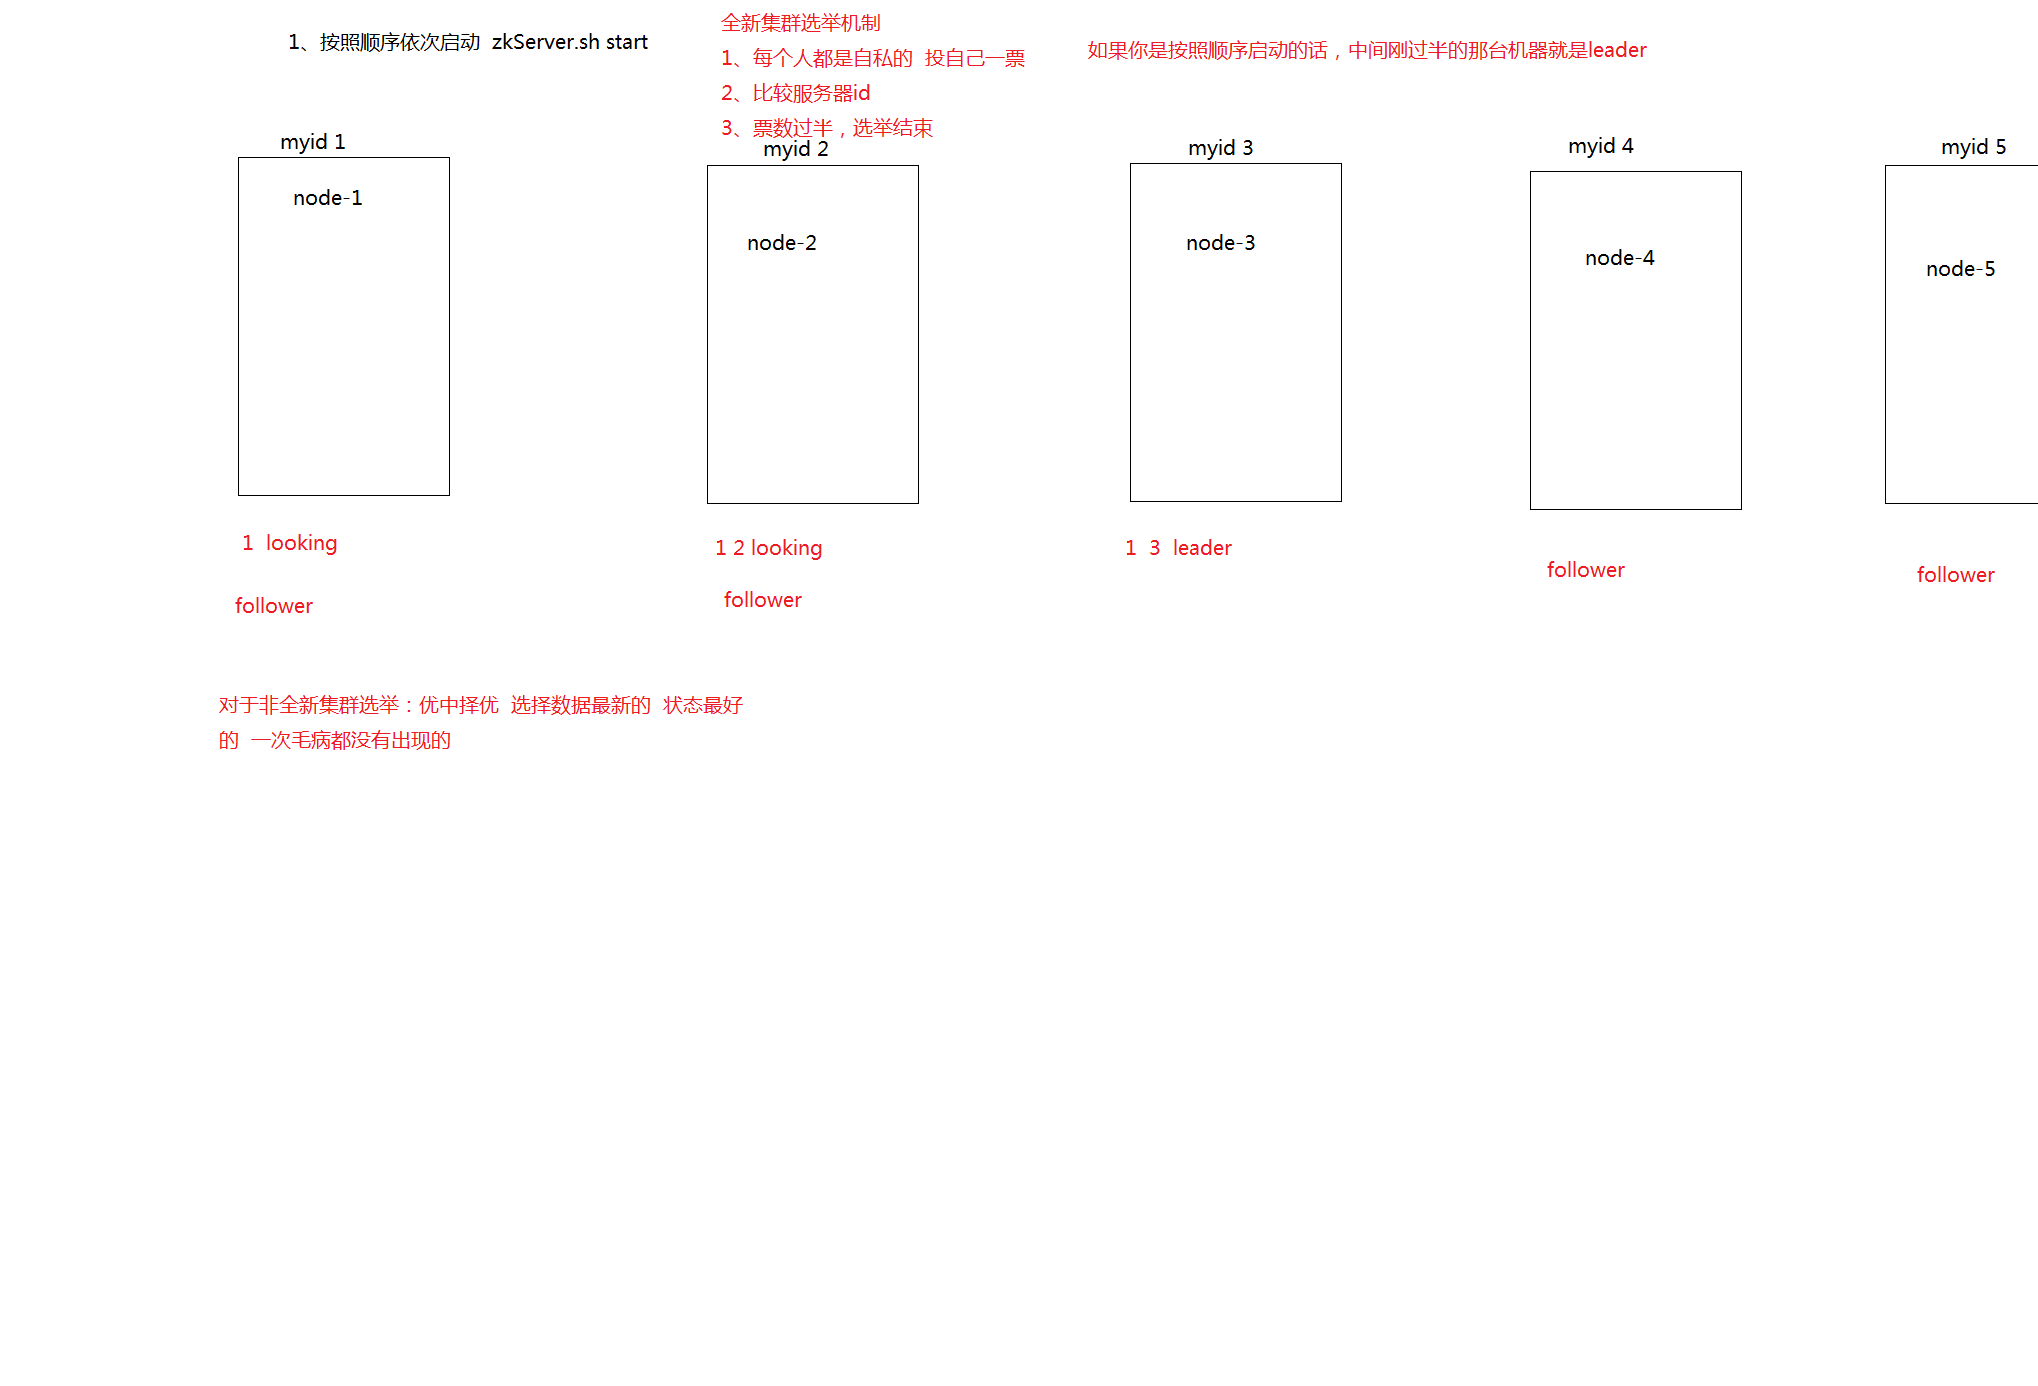 1、按照顺序依次启动  zkServer.sh start
全新集群选举机制
1、每个人都是自私的  投自己一票
2、比较服务器id
3、票数过半，选举结束
如果你是按照顺序启动的话，中间刚过半的那台机器就是leader
myid 1
myid 2
myid 3
myid 4
myid 5
node-1
node-2
node-3
node-4
node-5
1  looking
1 2 looking
1  3  leader
follower
follower
follower
follower
对于非全新集群选举：优中择优  选择数据最新的  状态最好
的  一次毛病都没有出现的